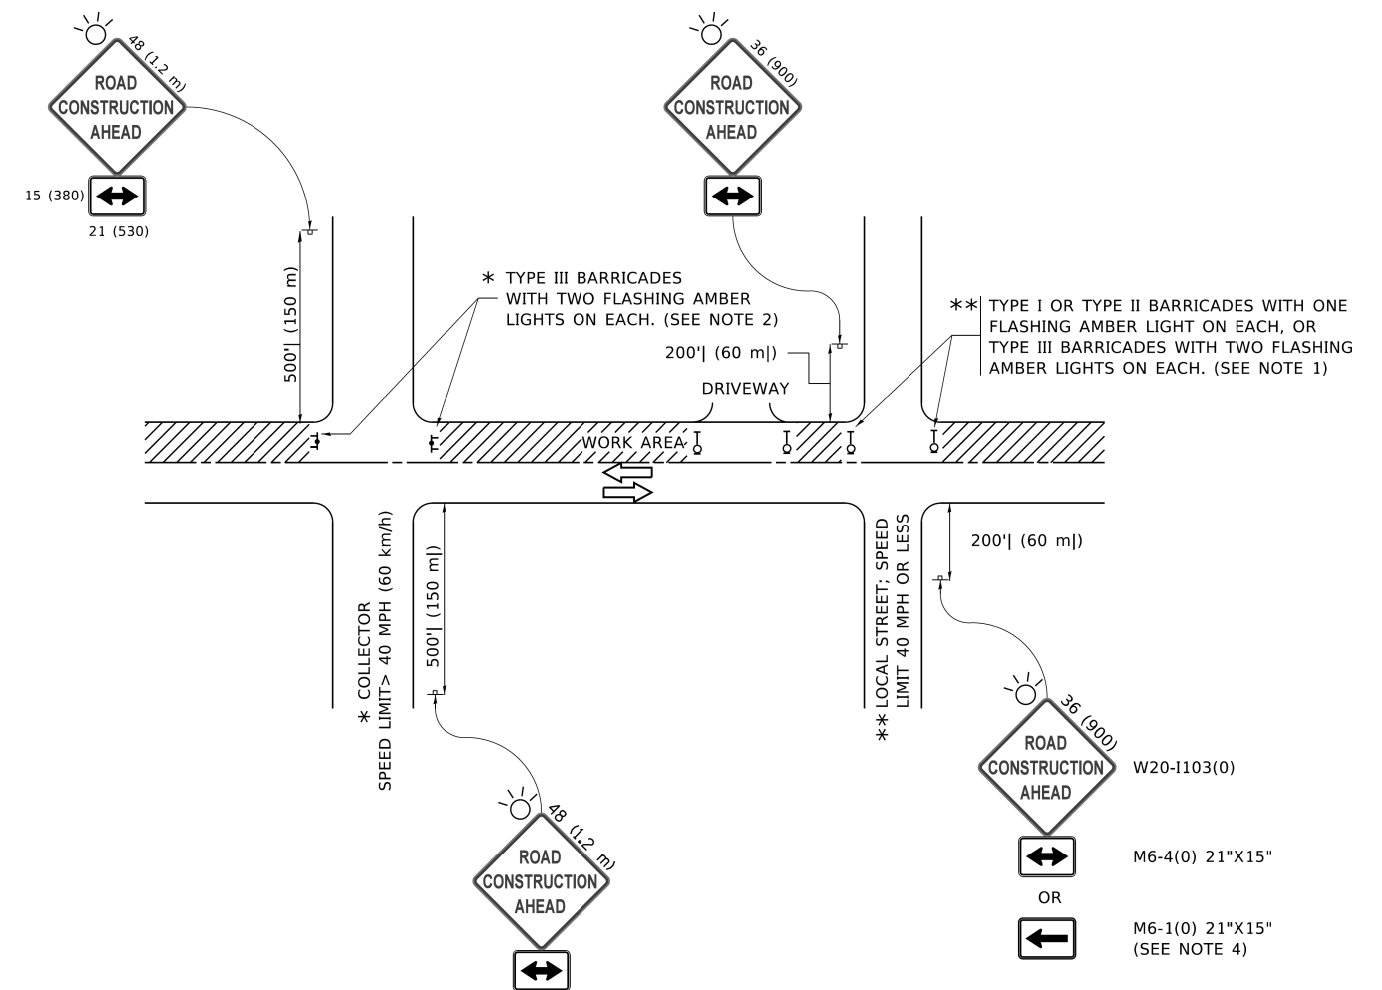 48 (1.2 m)
ROAD
CONSTRUCTION
AHEAD
15 (380)
21 (530)
36 (900)
ROAD
CONSTRUCTION
AHEAD
500'| (150 m)
* TYPE III BARRICADES
WITH TWO FLASHING AMBER
LIGHTS ON EACH. (SEE NOTE 2)
200'| (60 m|)
DRIVEWAY
** TYPE I OR TYPE II BARRICADES WITH ONE
FLASHING AMBER LIGHT ON EACH, OR
TYPE III BARRICADES WITH TWO FLASHING
AMBER LIGHTS ON EACH. (SEE NOTE 1)
WORK AREA
* COLLECTOR
SPEED LIMIT> 40 MPH (60 km/h)
500'| (150 m|)
** LOCAL STREET; SPEED
LIMIT 40 MPH OR LESS
200'| (60 m|)
48 (1.2 m)
ROAD
CONSTRUCTION
AHEAD
36 (900)
ROAD
CONSTRUCTION
AHEAD
W20-I103(0)
M6-4(0) 21"X15"
OR
M6-1(0) 21"X15"
(SEE NOTE 4)